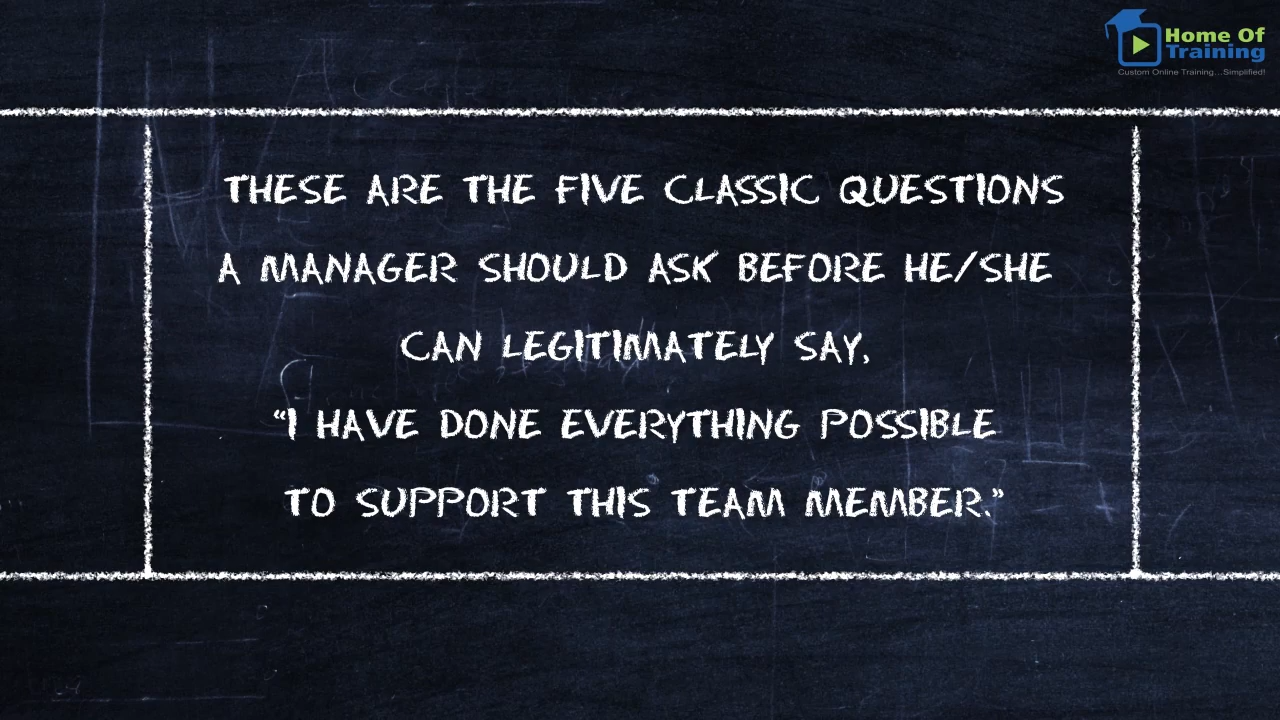 Home Of
Training
Custom Online Training...Simplified!
THESE ARE THE FIVE CLASSIC QUESTIONS
A MANAGER SHOULD ASK BEFORE HE/SHE
CAN LEGITIMATELY SAY,
“I HAVE DONE EVERYTHING POSSIBLE
TO SUPPORT THIS TEAM MEMBER.”